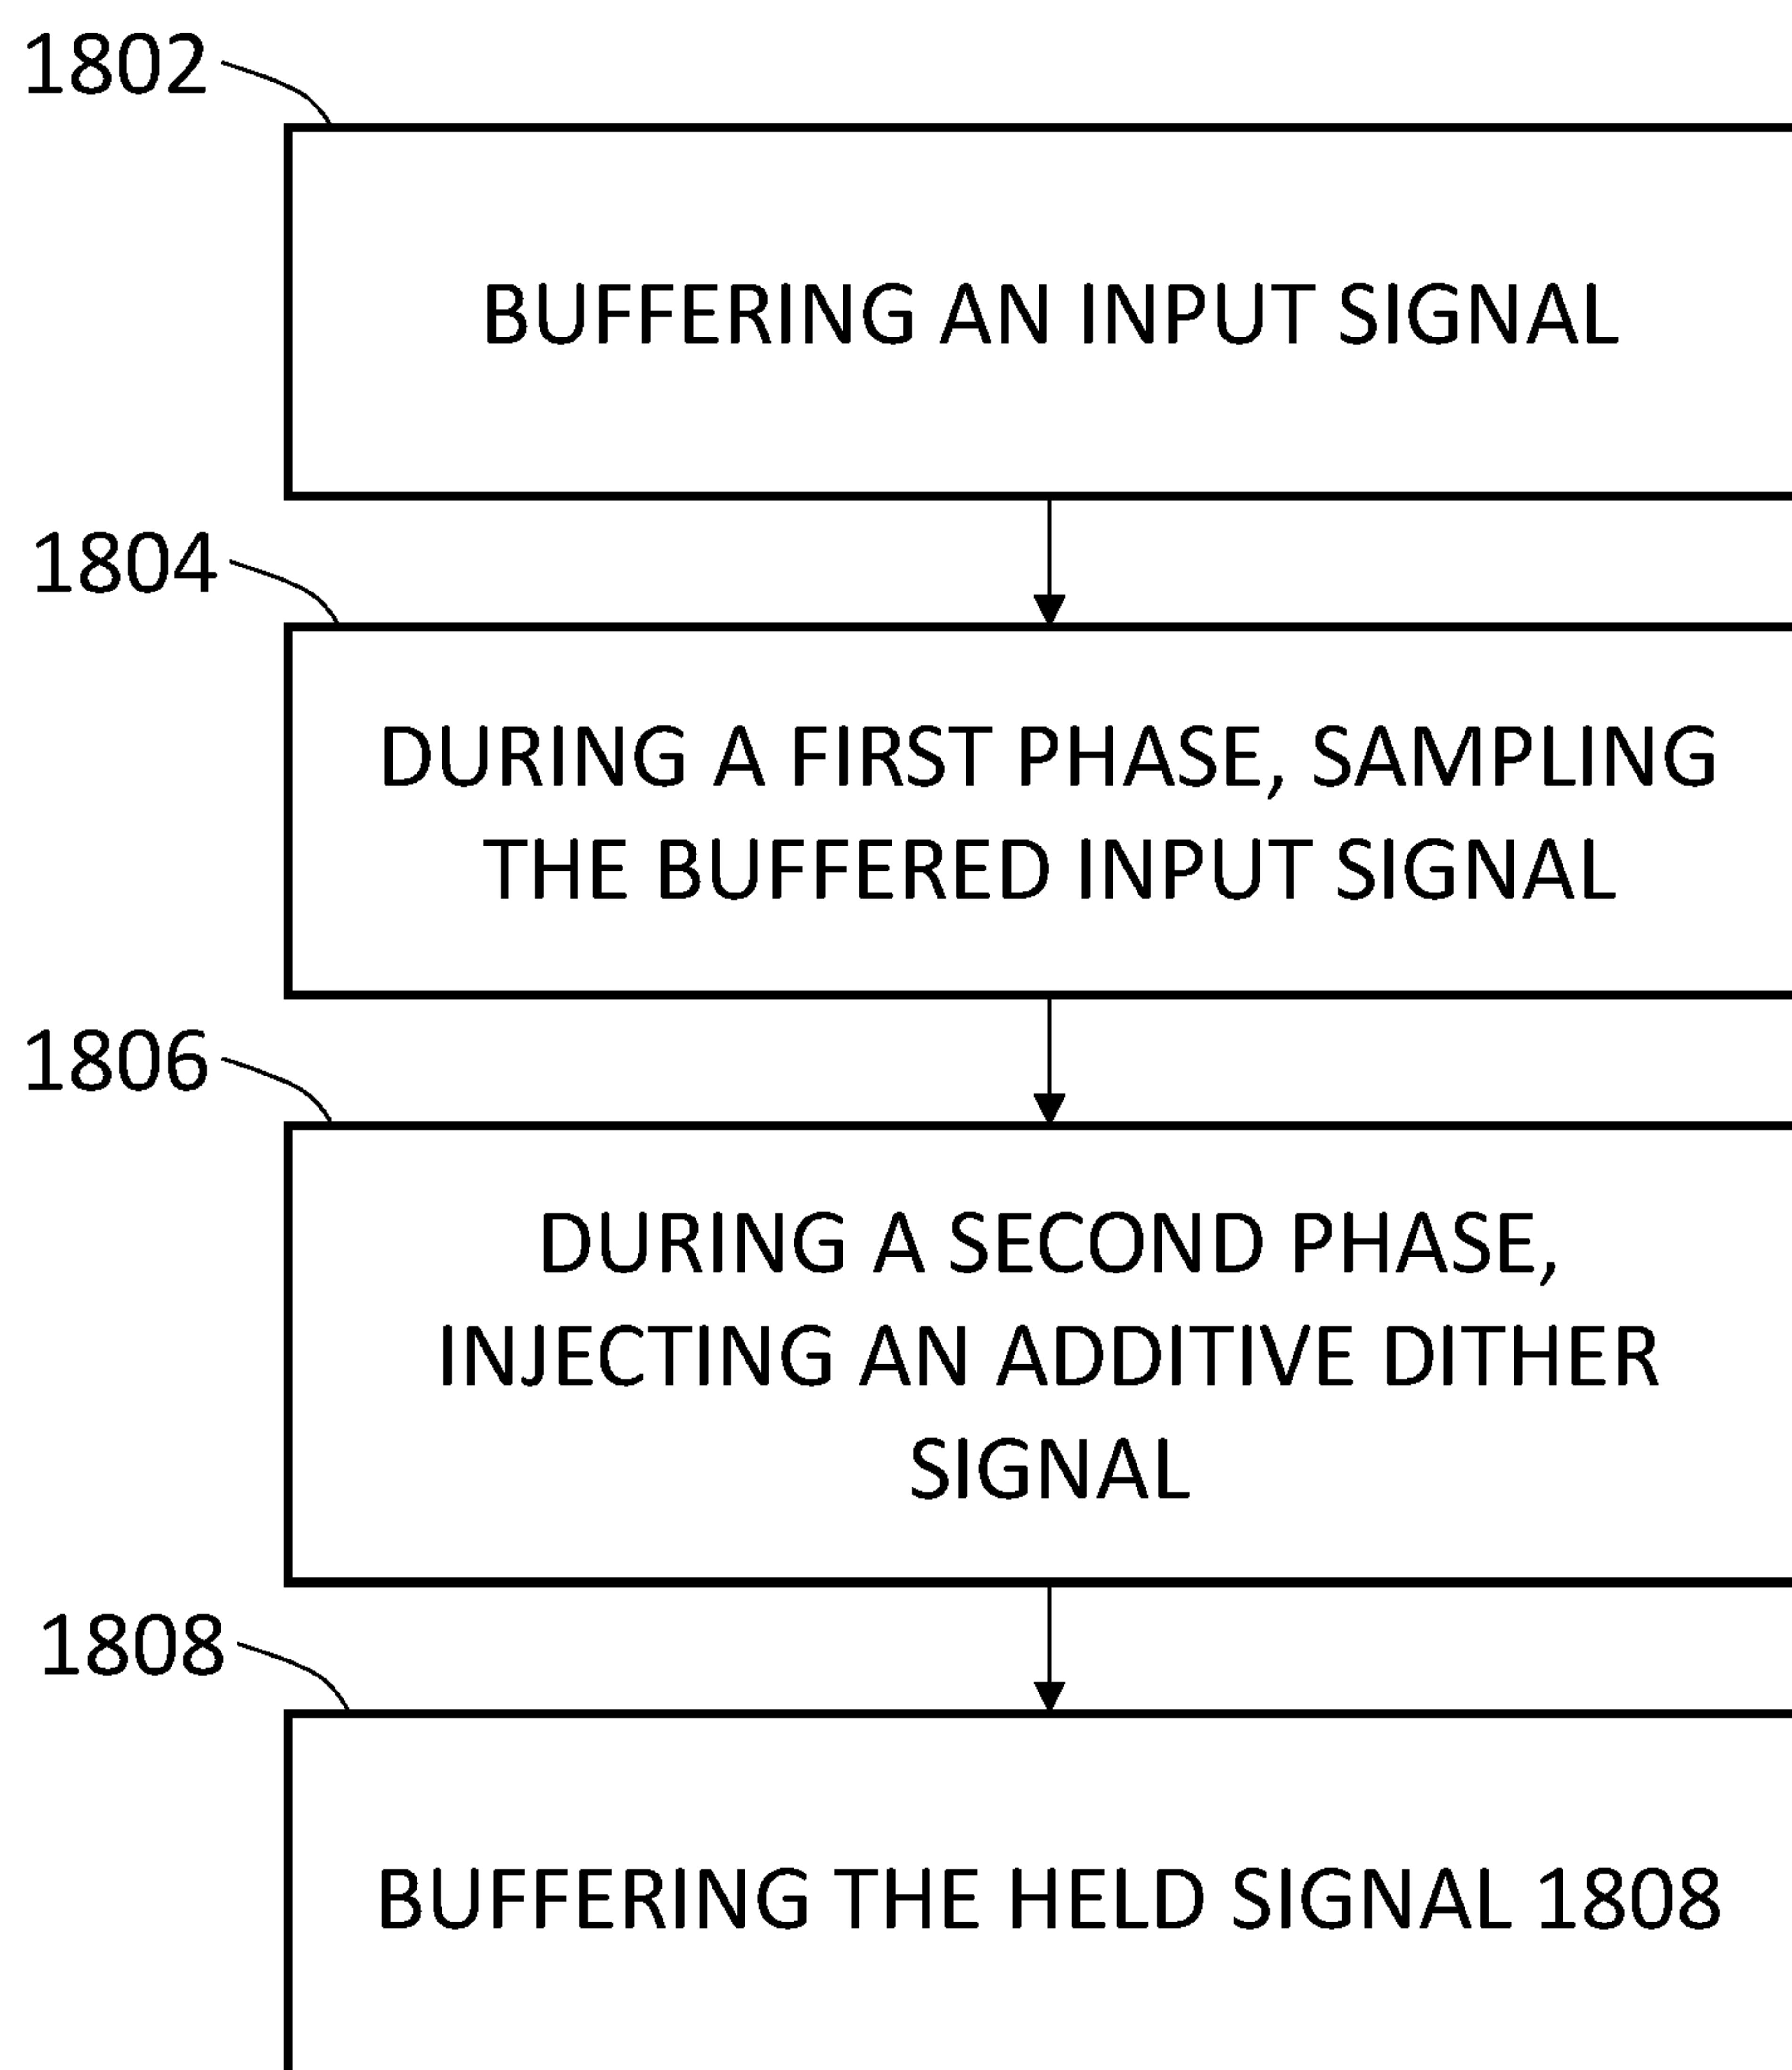 1802
BUFFERING AN INPUT SIGNAL
1804
DURING A FIRST PHASE, SAMPLING
THE BUFFERED INPUT SIGNAL
1806
DURING A SECOND PHASE,
INJECTING AN ADDITIVE DITHER
SIGNAL
1808
BUFFERING THE HELD SIGNAL 1808